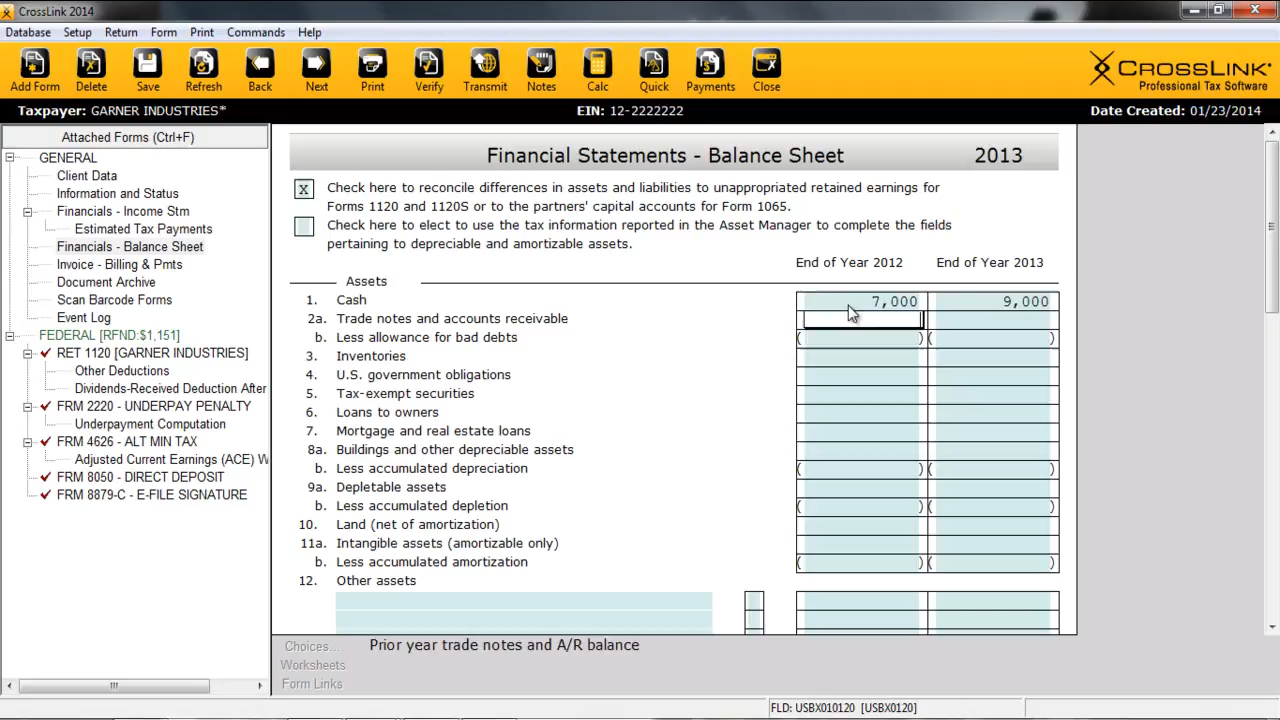 CrossLink 2014
Database Setup Return Form Print Commands Help
Add Form Delete Save Refresh Back Next Print Verify Transmit Notes Calc Quick Payments Close
CROSSLINK
Professional Tax Software
Taxpayer: GARNER INDUSTRIES* EIN: 12-2222222 Date Created: 01/23/2014
Attached Forms (Ctrl+F)
GENERAL
Client Data
Information and Status
Financials - Income Stm
Estimated Tax Payments
Financials - Balance Sheet
Invoice - Billing & Pmts
Document Archive
Scan Barcode Forms
Event Log
FEDERAL [RFND:$1,151]
RET 1120 [GARNER INDUSTRIES]
Other Deductions
Dividends-Received Deduction After
FRM 2220 - UNDERPAY PENALTY
Underpayment Computation
FRM 4626 - ALT MIN TAX
Adjusted Current Earnings (ACE) W
FRM 8050 - DIRECT DEPOSIT
FRM 8879-C - E-FILE SIGNATURE
Financial Statements - Balance Sheet 2013
X Check here to reconcile differences in assets and liabilities to unappropriated retained earnings for
Forms 1120 and 1120S or to the partners' capital accounts for Form 1065.
Check here to elect to use the tax information reported in the Asset Manager to complete the fields
pertaining to depreciable and amortizable assets.
End of Year 2012 End of Year 2013
Assets
1. Cash 7,000 9,000
2a. Trade notes and accounts receivable
b. Less allowance for bad debts ( ) ( )
3. Inventories
4. U.S. government obligations
5. Tax-exempt securities
6. Loans to owners
7. Mortgage and real estate loans
8a. Buildings and other depreciable assets
b. Less accumulated depreciation ( ) ( )
9a. Depletable assets
b. Less accumulated depletion ( ) ( )
10. Land (net of amortization)
11a. Intangible assets (amortizable only)
b. Less accumulated amortization ( ) ( )
12. Other assets
Choices... Prior year trade notes and A/R balance
Worksheets
Form Links
FLD: USBX010120 [USBX0120]